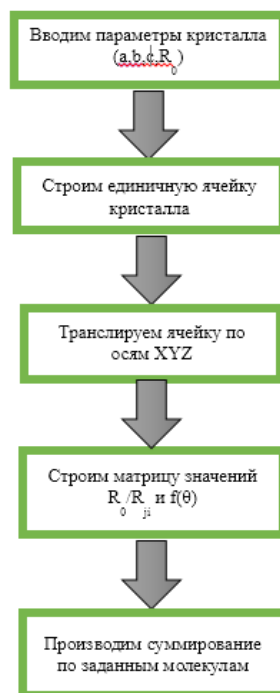 Вводим параметры кристалла
(a,b,c,R₀)
Строим единичную ячейку
кристалла
Транслируем ячейку по
осям XYZ
Строим матрицу значений
R₀/Rⱼᵢ и f(θ)
Производим суммирование
по заданным молекулам